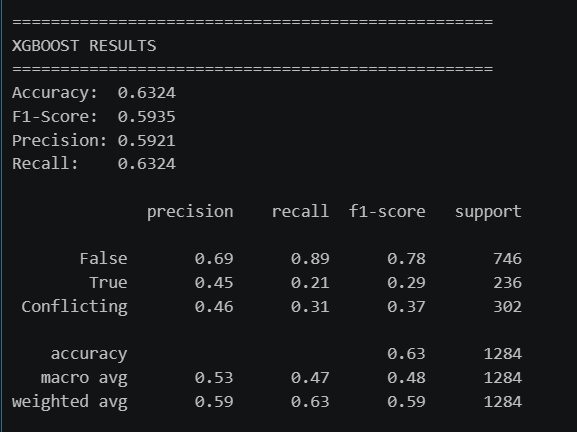 ==================================================
XGBOOST RESULTS
==================================================
Accuracy:  0.6324
F1-Score:  0.5935
Precision: 0.5921
Recall:    0.6324
              precision    recall  f1-score   support
       False       0.69      0.89      0.78       746
        True       0.45      0.21      0.29       236
 Conflicting       0.46      0.31      0.37       302
    accuracy                           0.63      1284
   macro avg       0.53      0.47      0.48      1284
weighted avg       0.59      0.63      0.59      1284